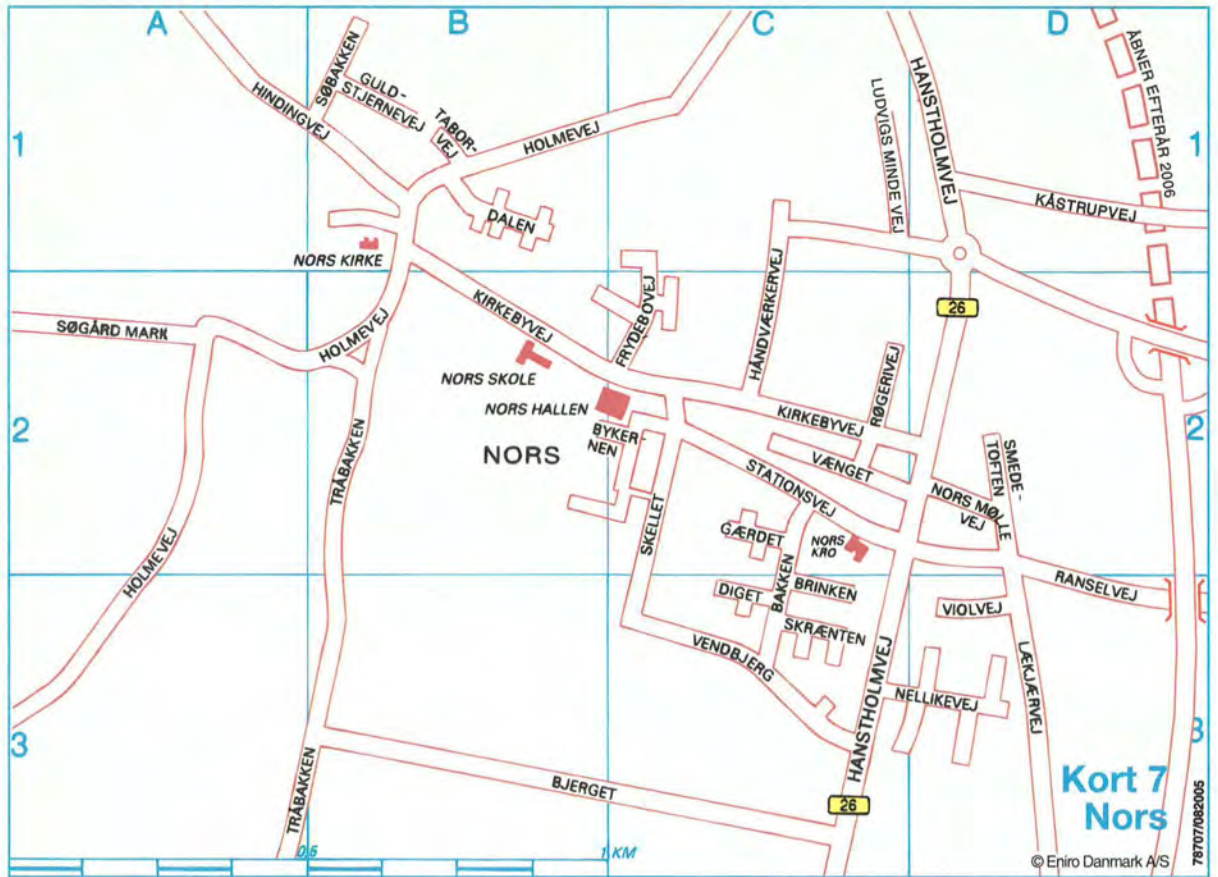 A
B
C
D
1
1
2
2
3
3
HINDINGVEJ
SØBAKKEN
GULD-
STJERNEVEJ
TABOR-
VEJ
HOLMEVEJ
DALEN
NORS KIRKE
LUDVIGS MINDE VEJ
HANSTHOLMVEJ
KÅSTRUPVEJ
ÅBNER EFTERÅR 2006
SØGÅRD MARK
HOLMEVEJ
KIRKEBYVEJ
FRYDEBOVEJ
HÅNDVÆRKERVEJ
26
NORS SKOLE
NORS HALLEN
RØGERIVEJ
KIRKEBYVEJ
BYKER-
NEN
NORS
VÆNGET
SMEDE-
TOFTEN
TRÅBAKKEN
STATIONSVEJ
NORS MØLLE
VEJ
SKELLET
GÆRDET
NORS
KRO
HOLMEVEJ
BAKKEN
DIGET
BRINKEN
RANSELVEJ
VIOLVEJ
SKRÆNTEN
VENDBJERG
HANSTHOLMVEJ
LÆKJÆRVEJ
NELLIKEVEJ
TRÅBAKKEN
BJERGET
26
Kort 7
Nors
0,5
1 KM
© Eniro Danmark A/S
78707/082005